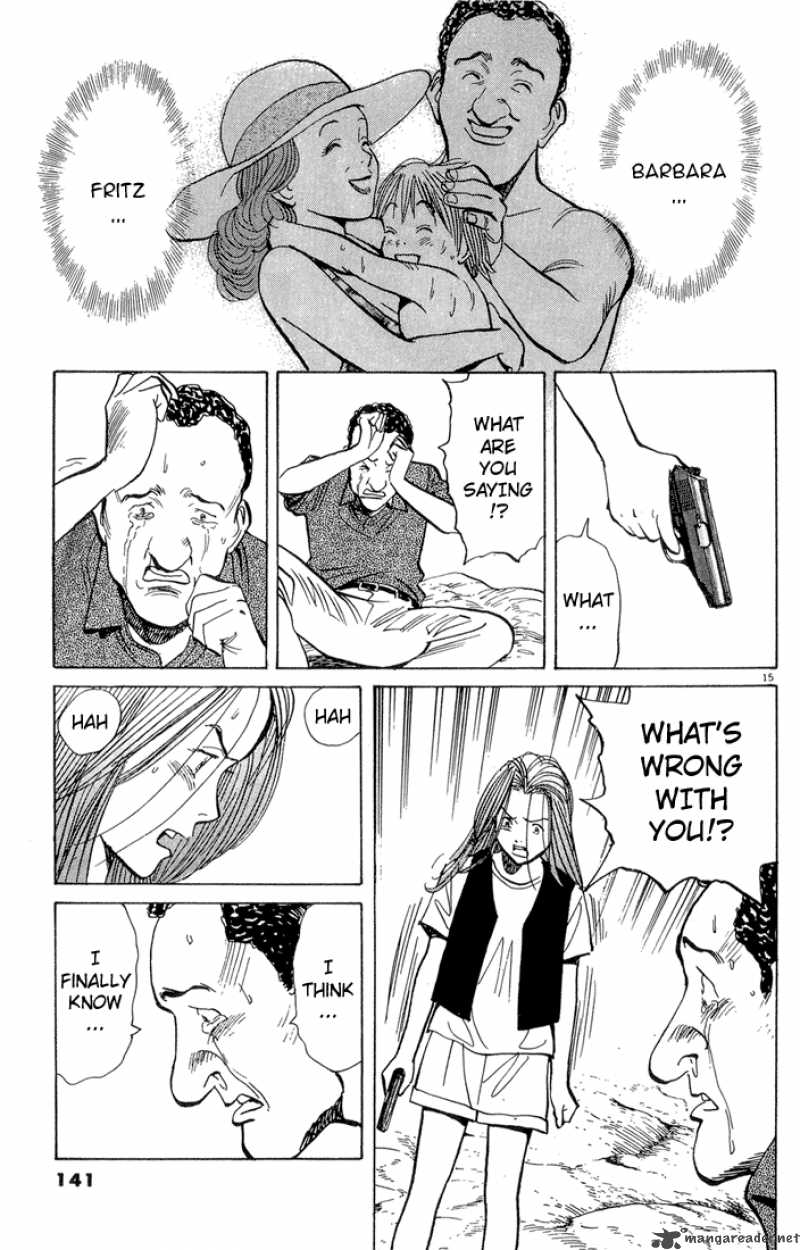 BARBARA
...
FRITZ
...
WHAT
...
WHAT
ARE
YOU
SAYING
!?
15
WHAT'S
WRONG
WITH
YOU!?
HAH
HAH
I
THINK
...
I
FINALLY
KNOW
...
141
mangareader.net